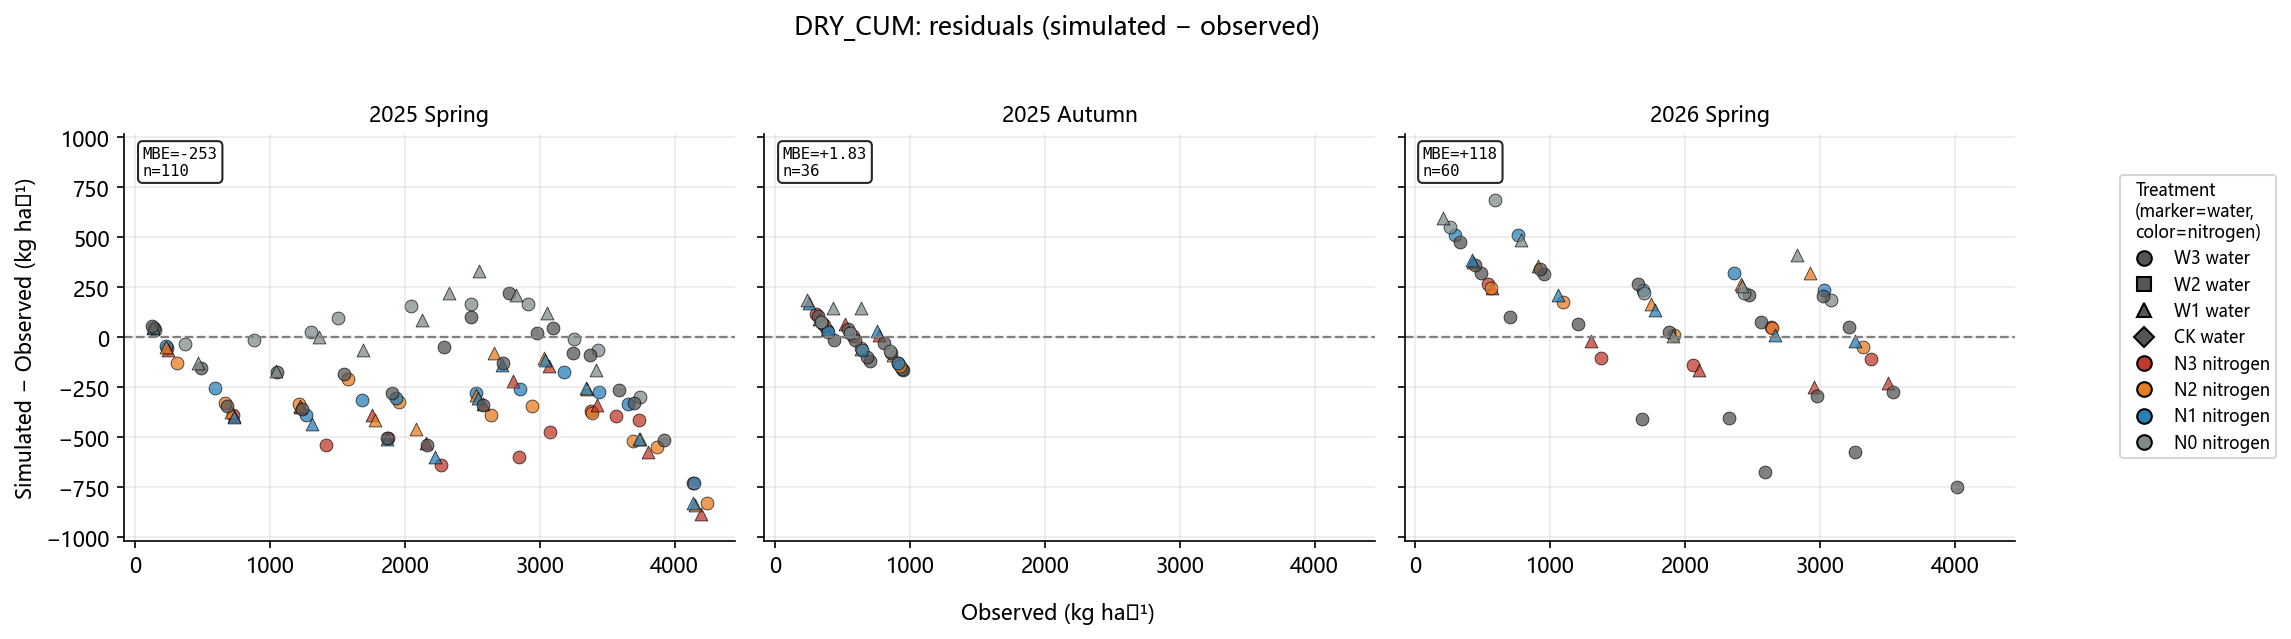 DRY_CUM: residuals (simulated − observed)
2025 Spring
2025 Autumn
2026 Spring
MBE=-253
n=110
MBE=+1.83
n=36
MBE=+118
n=60
1000
750
500
250
0
−250
−500
−750
−1000
Simulated − Observed (kg ha□¹)
0 1000 2000 3000 4000
0 1000 2000 3000 4000
0 1000 2000 3000 4000
Observed (kg ha□¹)
Treatment
(marker=water,
color=nitrogen)
W3 water
W2 water
W1 water
CK water
N3 nitrogen
N2 nitrogen
N1 nitrogen
N0 nitrogen